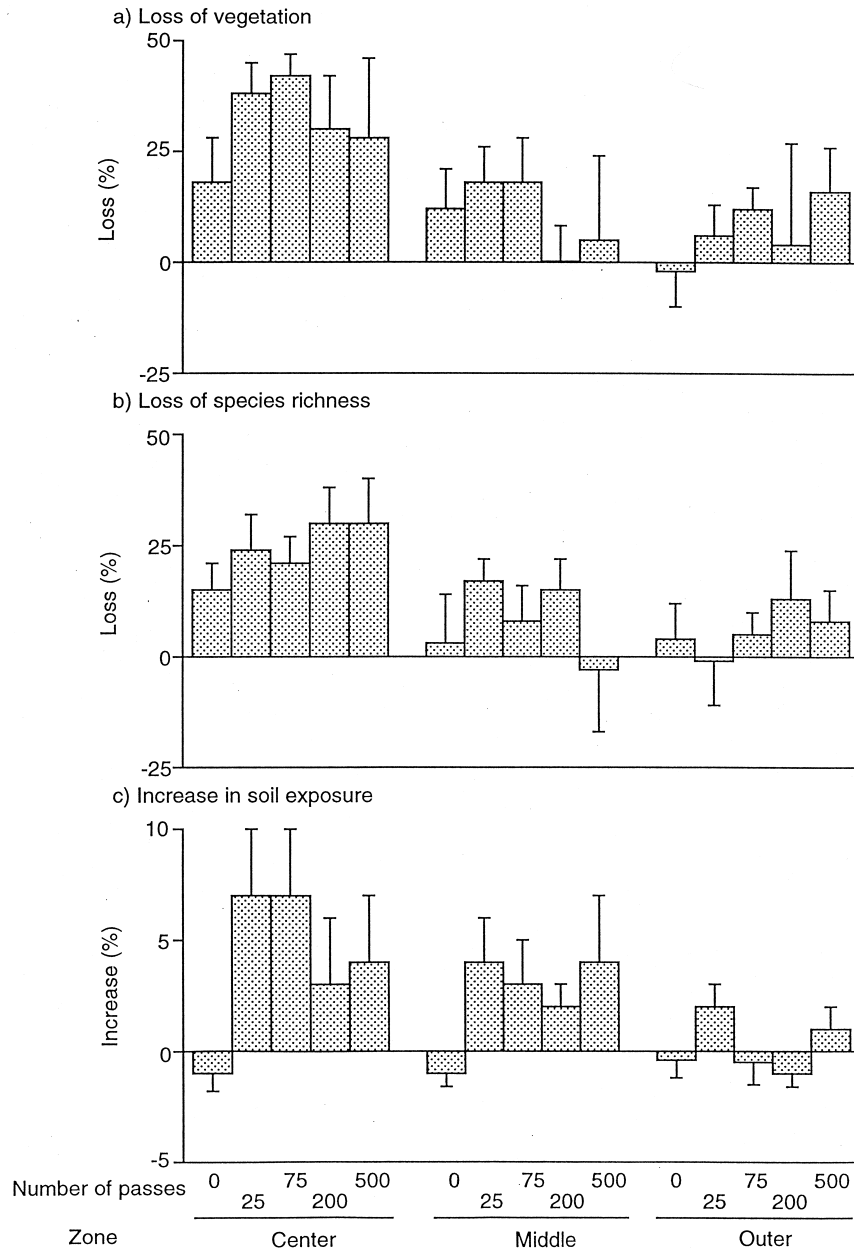 a) Loss of vegetation
50
25
0
-25
Loss (%)
b) Loss of species richness
50
25
0
-25
Loss (%)
c) Increase in soil exposure
10
5
0
-5
Increase (%)
Number of passes 0 25 75 200 500 0 25 75 200 500 0 25 75 200 500
Zone Center Middle Outer